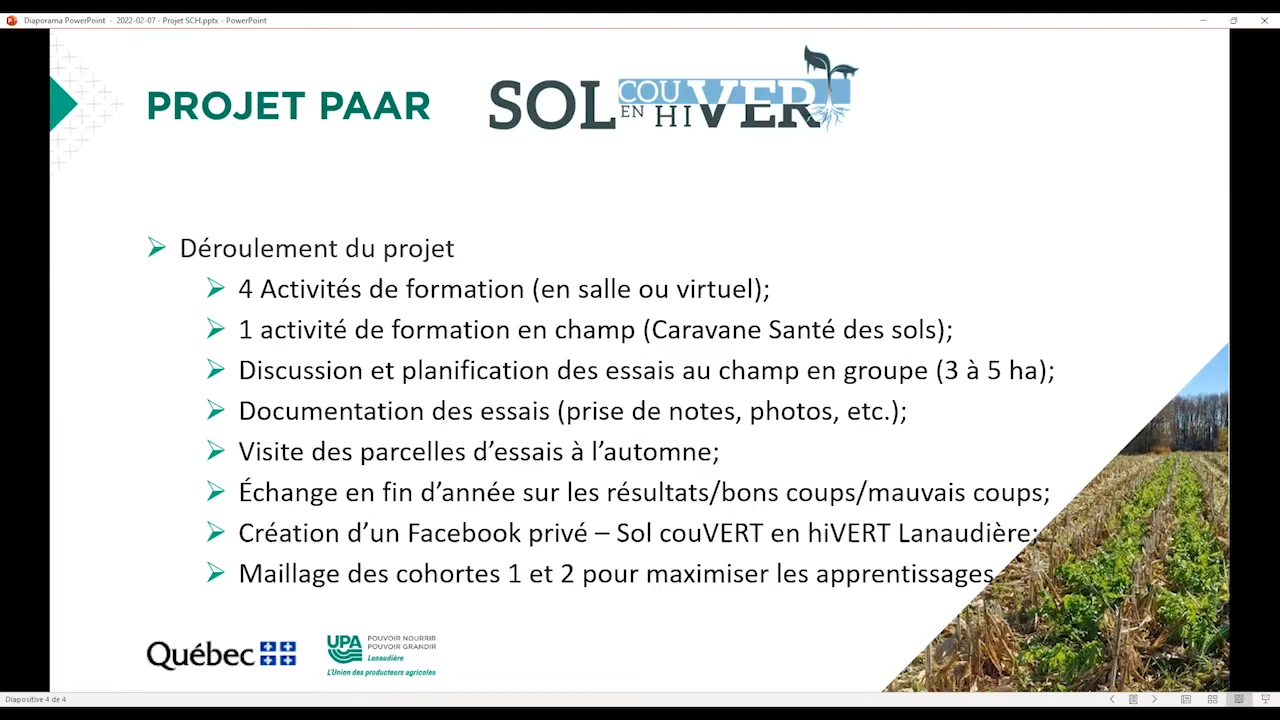 Diaporama PowerPoint - 2022-02-07 - Projet SCH.pptx - PowerPoint
PROJET PAAR
SOL COUVERT EN HIVERT
Déroulement du projet
4 Activités de formation (en salle ou virtuel);
1 activité de formation en champ (Caravane Santé des sols);
Discussion et planification des essais au champ en groupe (3 à 5 ha);
Documentation des essais (prise de notes, photos, etc.);
Visite des parcelles d’essais à l’automne;
Échange en fin d’année sur les résultats/bons coups/mauvais coups;
Création d’un Facebook privé – Sol couVERT en hiVERT Lanaudière;
Maillage des cohortes 1 et 2 pour maximiser les apprentissages.
Québec
UPA
POUVOIR NOURRIR
POUVOIR GRANDIR
Lanaudière
L'Union des producteurs agricoles
Diapositive 4 de 4